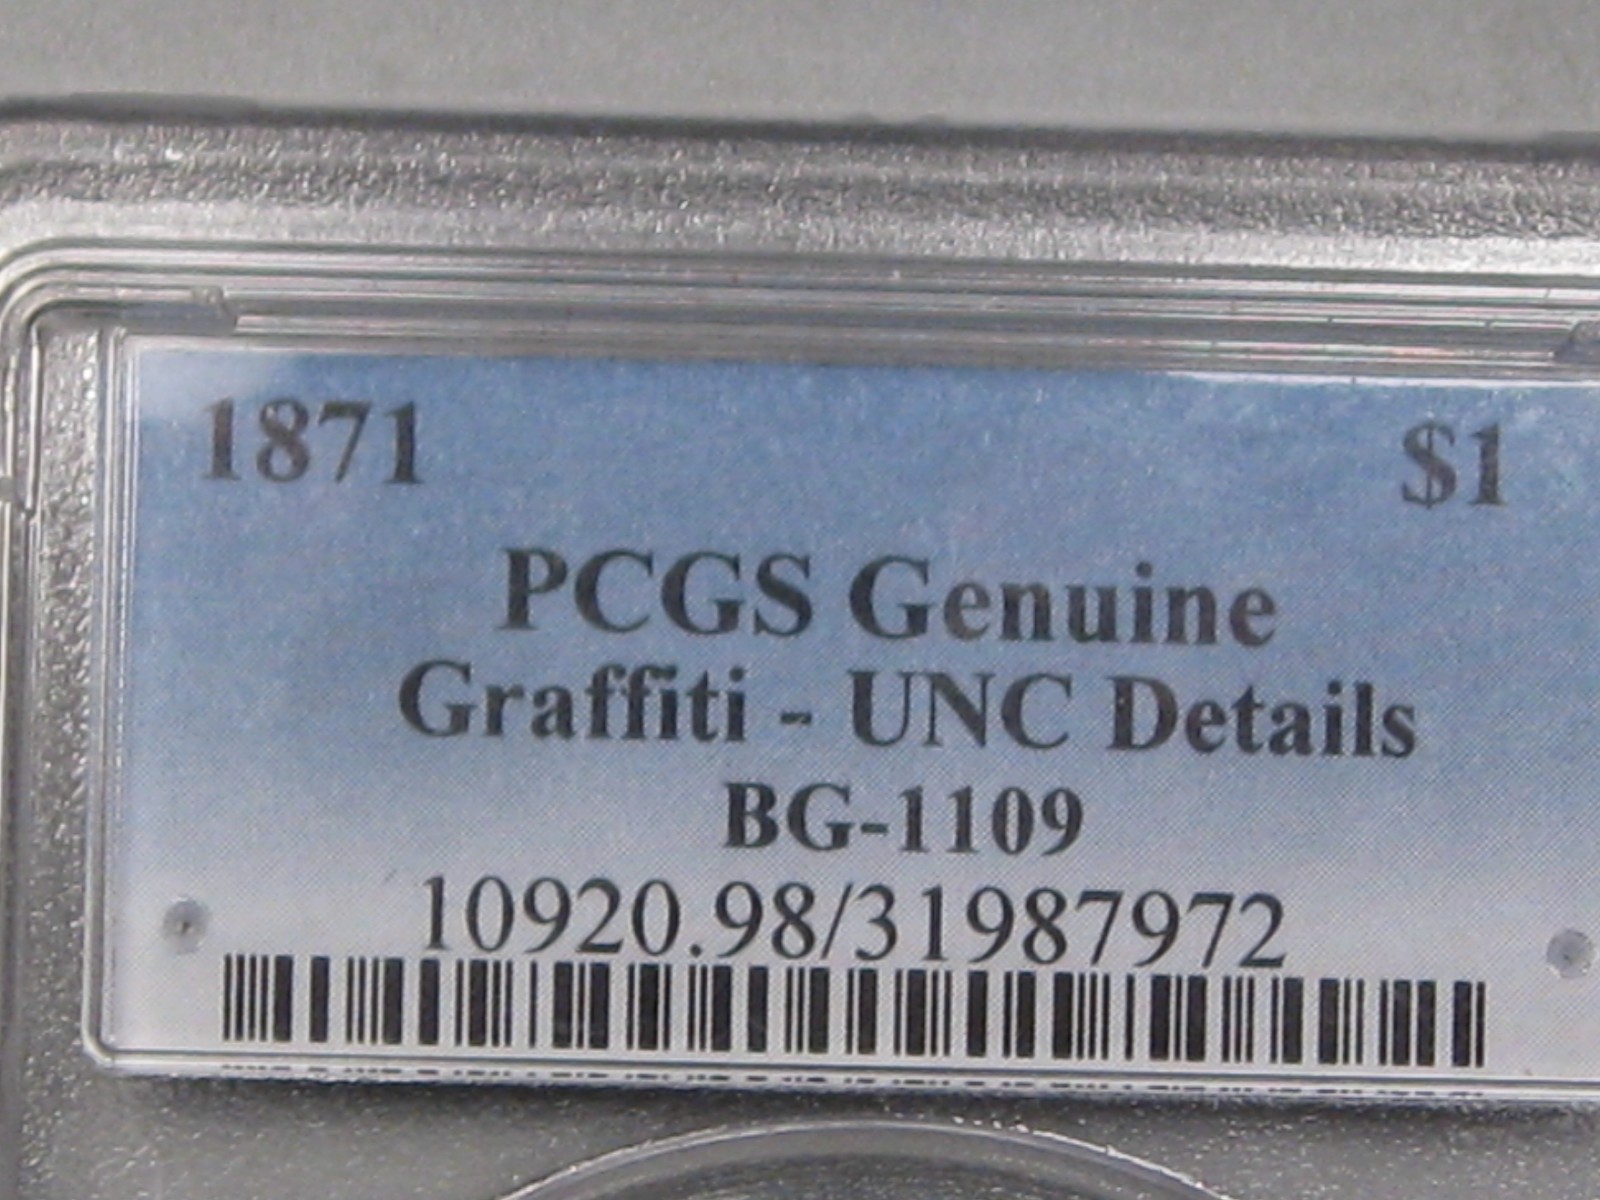 1871 $1
PCGS Genuine
Graffiti - UNC Details
BG-1109
10920.98/31987972